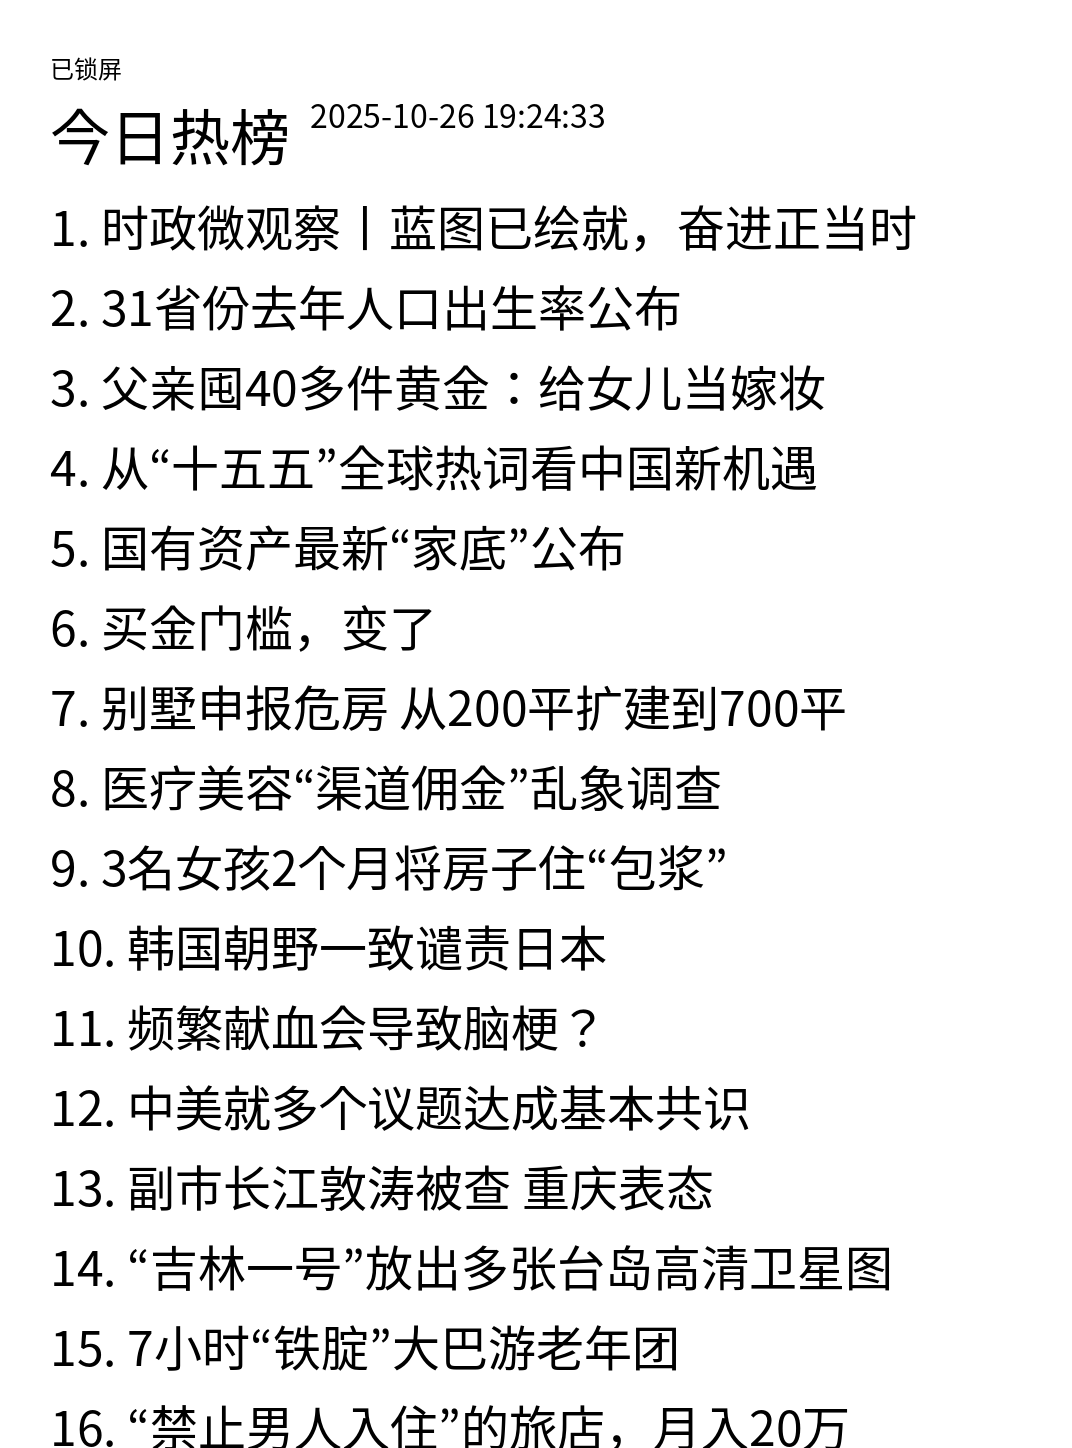 已锁屏
今日热榜 2025-10-26 19:24:33
1. 时政微观察丨蓝图已绘就，奋进正当时
2. 31省份去年人口出生率公布
3. 父亲囤40多件黄金：给女儿当嫁妆
4. 从“十五五”全球热词看中国新机遇
5. 国有资产最新“家底”公布
6. 买金门槛，变了
7. 别墅申报危房 从200平扩建到700平
8. 医疗美容“渠道佣金”乱象调查
9. 3名女孩2个月将房子住“包浆”
10. 韩国朝野一致谴责日本
11. 频繁献血会导致脑梗？
12. 中美就多个议题达成基本共识
13. 副市长江敦涛被查 重庆表态
14. “吉林一号”放出多张台岛高清卫星图
15. 7小时“铁腚”大巴游老年团
16. “禁止男人入住”的旅店，月入20万